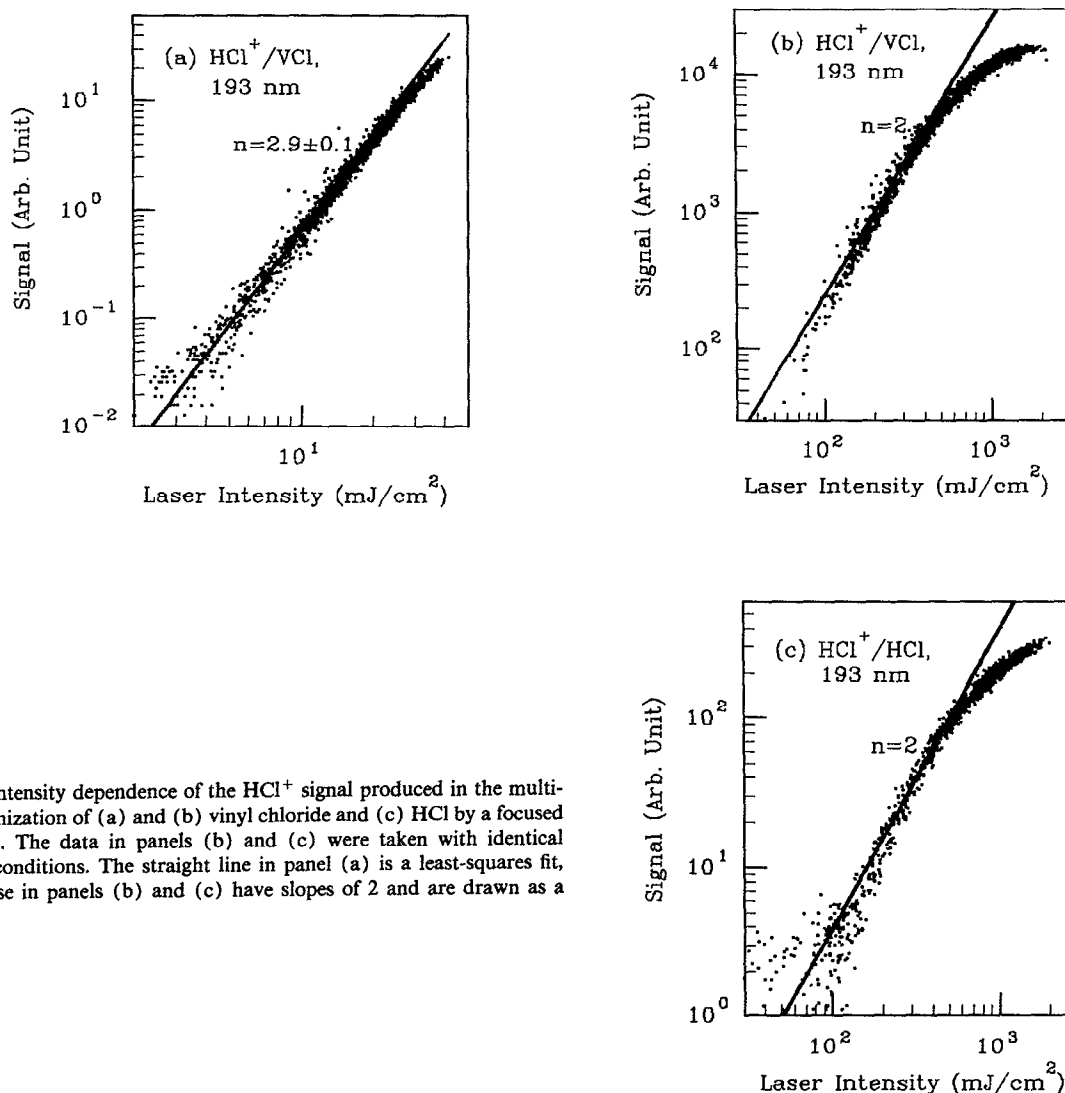 (a) HCl⁺/VCl,
193 nm
n=2.9±0.1
Signal (Arb. Unit)
10¹
10⁰
10⁻¹
10⁻²
10¹
Laser Intensity (mJ/cm²)
(b) HCl⁺/VCl,
193 nm
n=2
Signal (Arb. Unit)
10⁴
10³
10²
10²
10³
Laser Intensity (mJ/cm²)
(c) HCl⁺/HCl,
193 nm
n=2
Signal (Arb. Unit)
10²
10¹
10⁰
10²
10³
Laser Intensity (mJ/cm²)
ntensity dependence of the HCl⁺ signal produced in the multi-
nization of (a) and (b) vinyl chloride and (c) HCl by a focused
. The data in panels (b) and (c) were taken with identical
conditions. The straight line in panel (a) is a least-squares fit,
se in panels (b) and (c) have slopes of 2 and are drawn as a